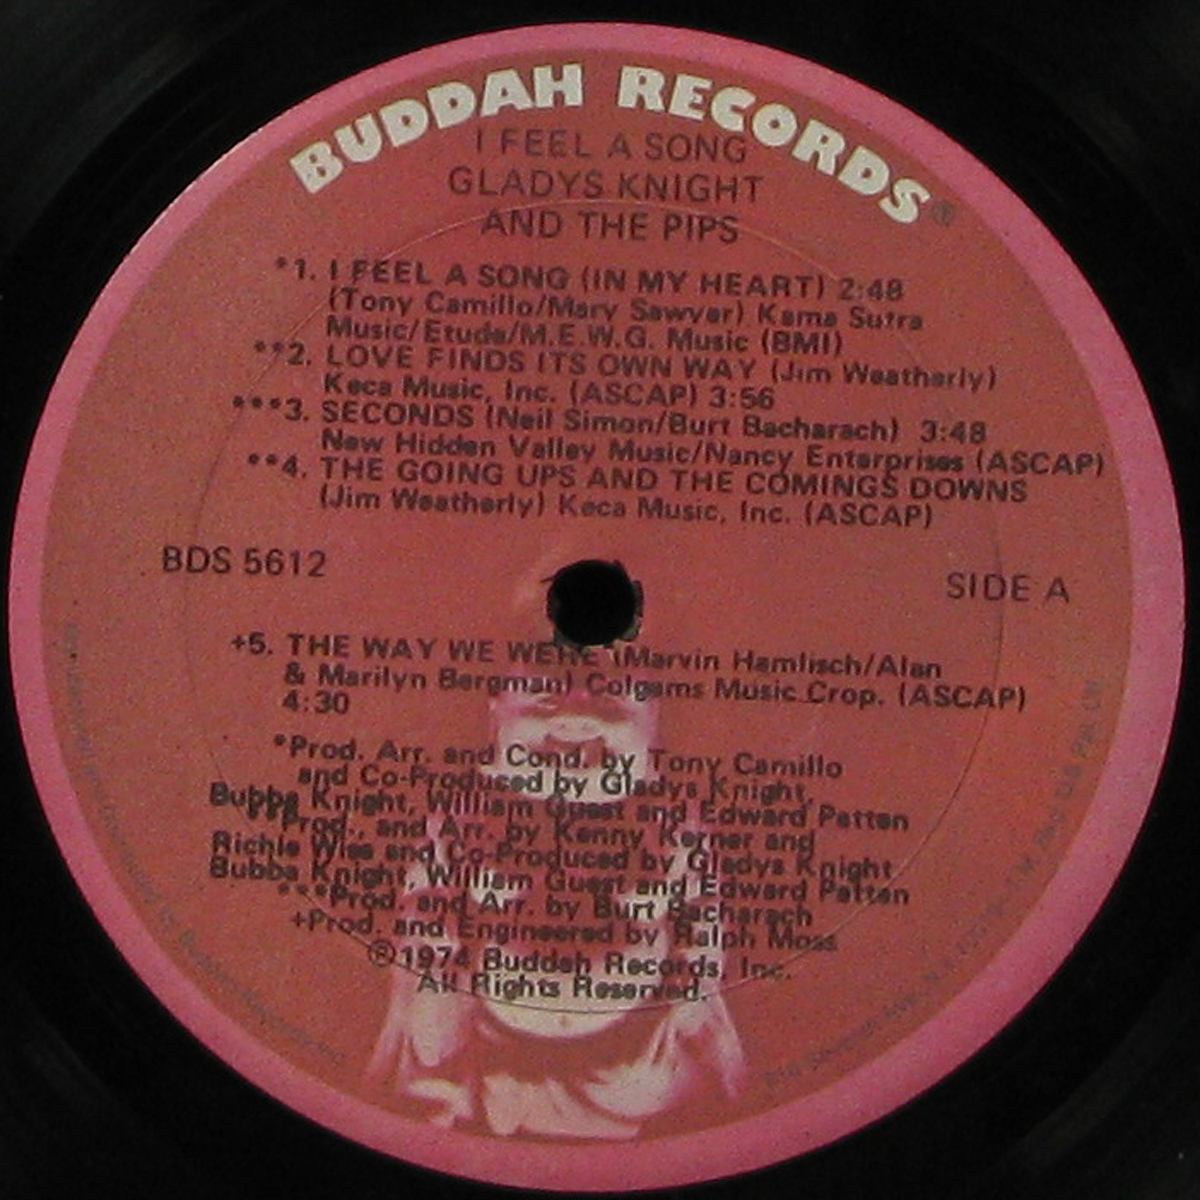 BUDDAH RECORDS®
I FEEL A SONG
GLADYS KNIGHT
AND THE PIPS
*1. I FEEL A SONG (IN MY HEART) 2:48
(Tony Camillo/Mary Sawyer) Kama Sutra
Music/Etude/M.E.W.G. Music (BMI)
**2. LOVE FINDS ITS OWN WAY (Jim Weatherly)
Keca Music, Inc. (ASCAP) 3:56
***3. SECONDS (Neil Simon/Burt Bacharach) 3:48
New Hidden Valley Music/Nancy Enterprises (ASCAP)
**4. THE GOING UPS AND THE COMINGS DOWNS
(Jim Weatherly) Keca Music, Inc. (ASCAP)
BDS 5612
SIDE A
+5. THE WAY WE WERE (Marvin Hamlisch/Alan
& Marilyn Bergman) Colgems Music Crop. (ASCAP)
4:30
*Prod. Arr. and Cond. by Tony Camillo
and Co-Produced by Gladys Knight,
Bubba Knight, William Guest and Edward Patten
**Prod., and Arr. by Kenny Kerner and
Richie Wise and Co-Produced by Gladys Knight
Bubba Knight, William Guest and Edward Patten
***Prod. and Arr. by Burt Bacharach
+Prod. and Engineered by Ralph Moss
℗1974 Buddah Records, Inc.
All Rights Reserved.